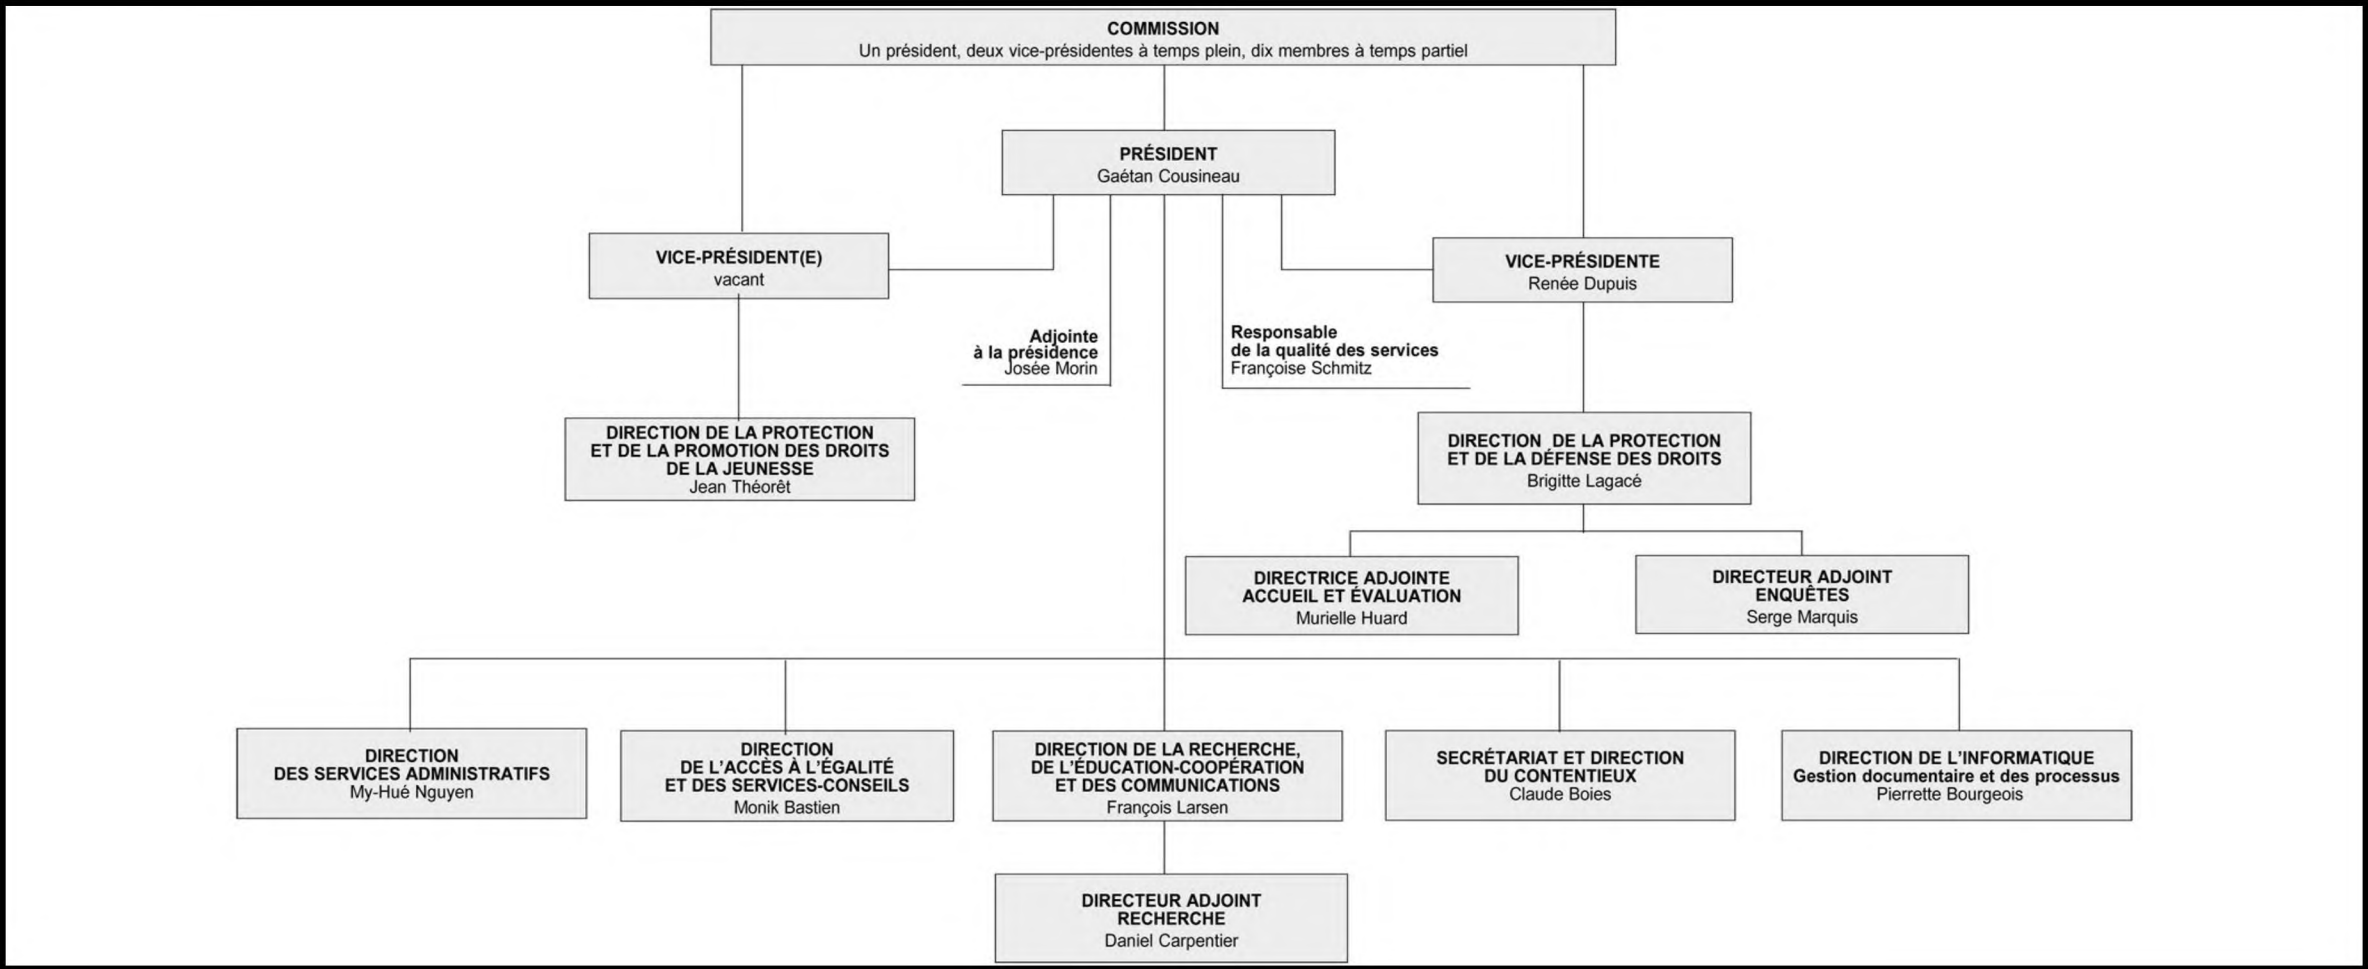 COMMISSION
Un président, deux vice-présidentes à temps plein, dix membres à temps partiel
PRÉSIDENT
Gaétan Cousineau
VICE-PRÉSIDENT(E)
vacant
VICE-PRÉSIDENTE
Renée Dupuis
Adjointe
à la présidence
Josée Morin
Responsable
de la qualité des services
Françoise Schmitz
DIRECTION DE LA PROTECTION
ET DE LA PROMOTION DES DROITS
DE LA JEUNESSE
Jean Théorêt
DIRECTION DE LA PROTECTION
ET DE LA DÉFENSE DES DROITS
Brigitte Lagacé
DIRECTRICE ADJOINTE
ACCUEIL ET ÉVALUATION
Murielle Huard
DIRECTEUR ADJOINT
ENQUÊTES
Serge Marquis
DIRECTION
DES SERVICES ADMINISTRATIFS
My-Hué Nguyen
DIRECTION
DE L'ACCÈS À L'ÉGALITÉ
ET DES SERVICES-CONSEILS
Monik Bastien
DIRECTION DE LA RECHERCHE,
DE L'ÉDUCATION-COOPÉRATION
ET DES COMMUNICATIONS
François Larsen
SECRÉTARIAT ET DIRECTION
DU CONTENTIEUX
Claude Boies
DIRECTION DE L'INFORMATIQUE
Gestion documentaire et des processus
Pierrette Bourgeois
DIRECTEUR ADJOINT
RECHERCHE
Daniel Carpentier